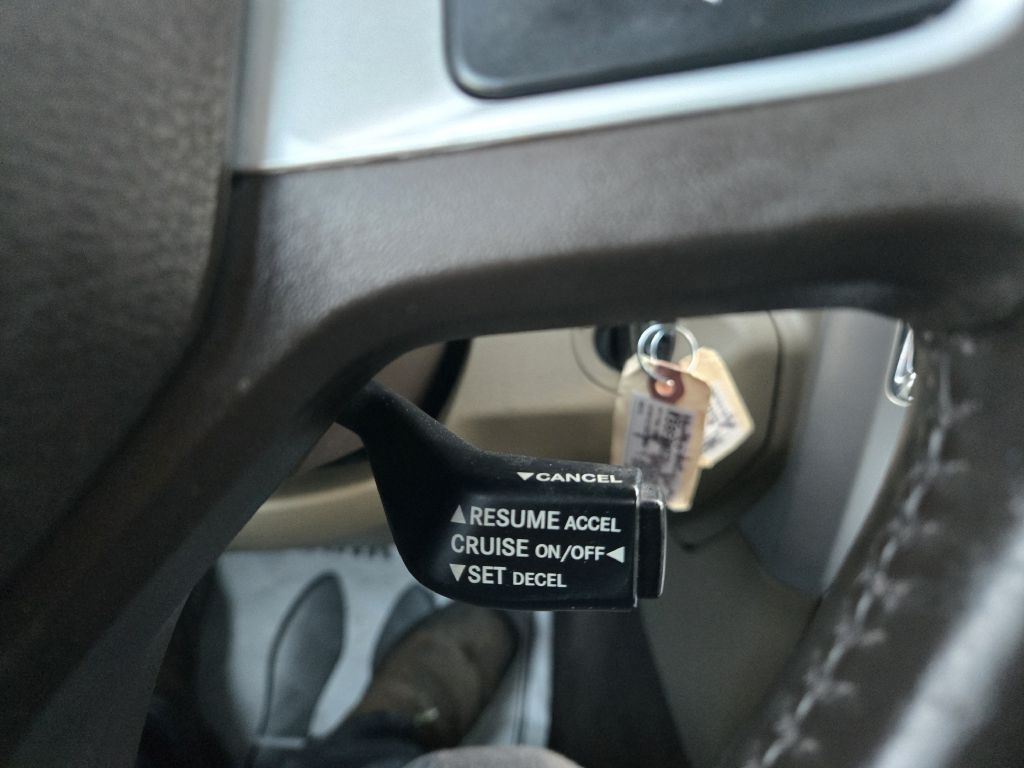 ▼CANCEL
▲RESUME ACCEL
CRUISE ON/OFF◀
▼SET DECEL